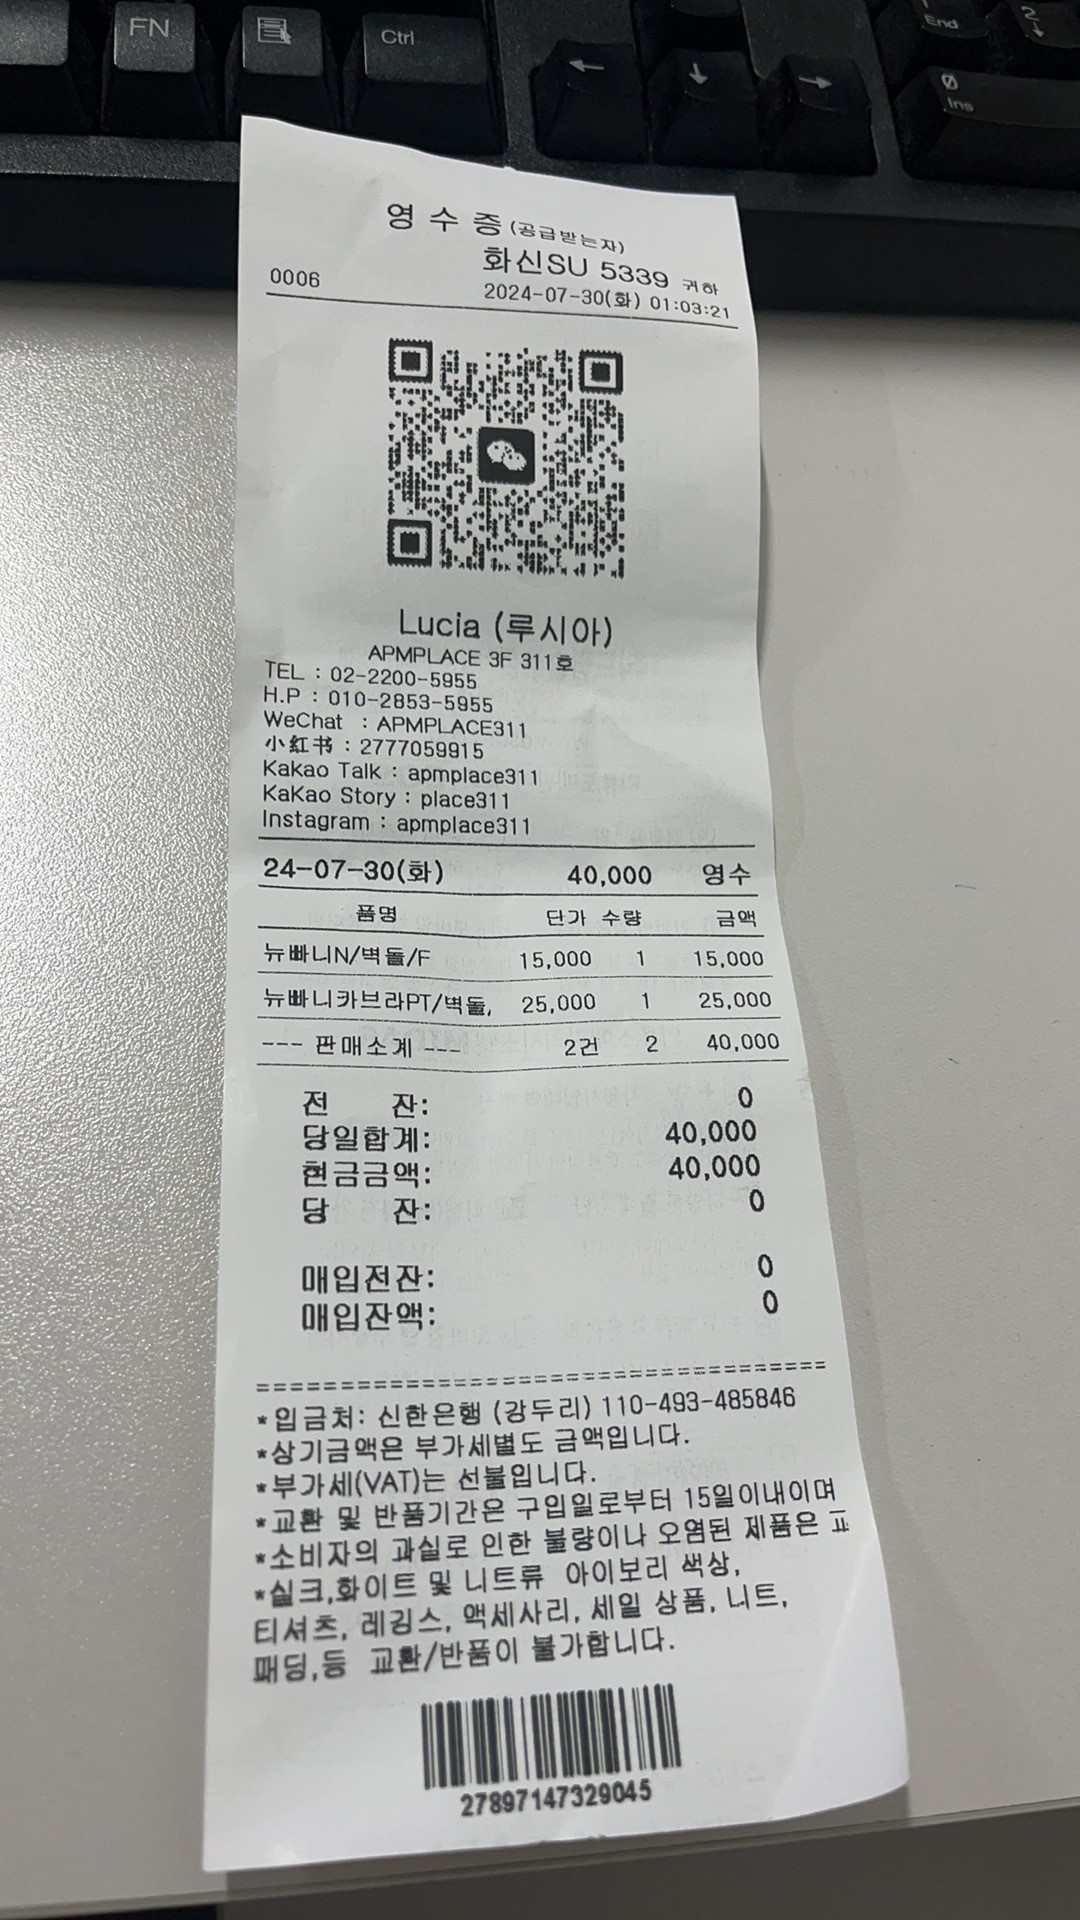 FN
Ctrl
End
2
0
Ins
영 수 증 (공급받는자)
화신SU 5339 귀하
0006
2024-07-30(화) 01:03:21
Lucia (루시아)
APMPLACE 3F 311호
TEL : 02-2200-5955
H.P : 010-2853-5955
WeChat : APMPLACE311
小红书 : 2777059915
Kakao Talk : apmplace311
KaKao Story : place311
Instagram : apmplace311
24-07-30(화) 40,000 영수
품명 단가 수량 금액
뉴빠니N/벽돌/F 15,000 1 15,000
뉴빠니카브라PT/벽돌, 25,000 1 25,000
--- 판매소계 --- 2건 2 40,000
전 잔: 0
당일합계: 40,000
현금금액: 40,000
당 잔: 0
매입전잔: 0
매입잔액: 0
==================================
*입금처: 신한은행 (강두리) 110-493-485846
*상기금액은 부가세별도 금액입니다.
*부가세(VAT)는 선불입니다.
*교환 및 반품기간은 구입일로부터 15일이내이며
*소비자의 과실로 인한 불량이나 오염된 제품은 교
*실크,화이트 및 니트류 아이보리 색상,
티셔츠, 레깅스, 액세사리, 세일 상품, 니트,
패딩,등 교환/반품이 불가합니다.
27897147329045